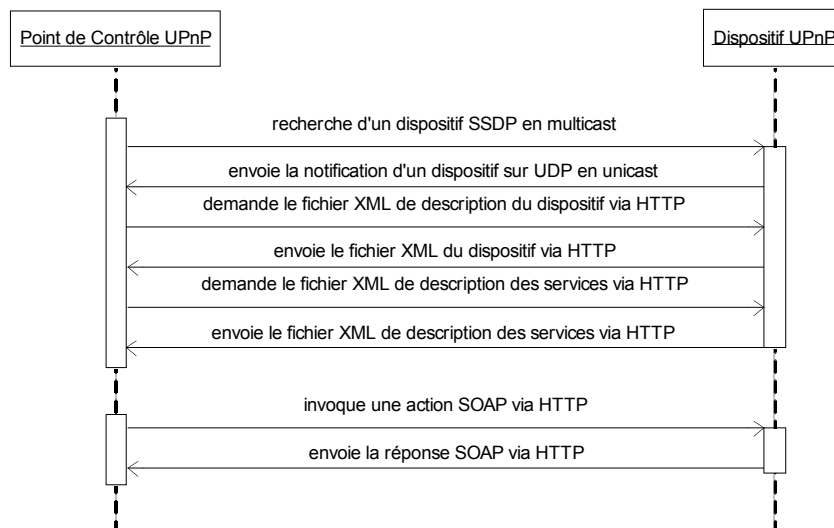 Point de Contrôle UPnP
Dispositif UPnP
recherche d'un dispositif SSDP en multicast
envoie la notification d'un dispositif sur UDP en unicast
demande le fichier XML de description du dispositif via HTTP
envoie le fichier XML du dispositif via HTTP
demande le fichier XML de description des services via HTTP
envoie le fichier XML de description des services via HTTP
invoque une action SOAP via HTTP
envoie la réponse SOAP via HTTP